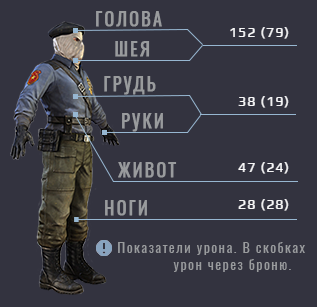 ГОЛОВА
152 (79)
ШЕЯ
ГРУДЬ
38 (19)
РУКИ
ЖИВОТ
47 (24)
НОГИ
28 (28)
Показатели урона. В скобках
урон через броню.